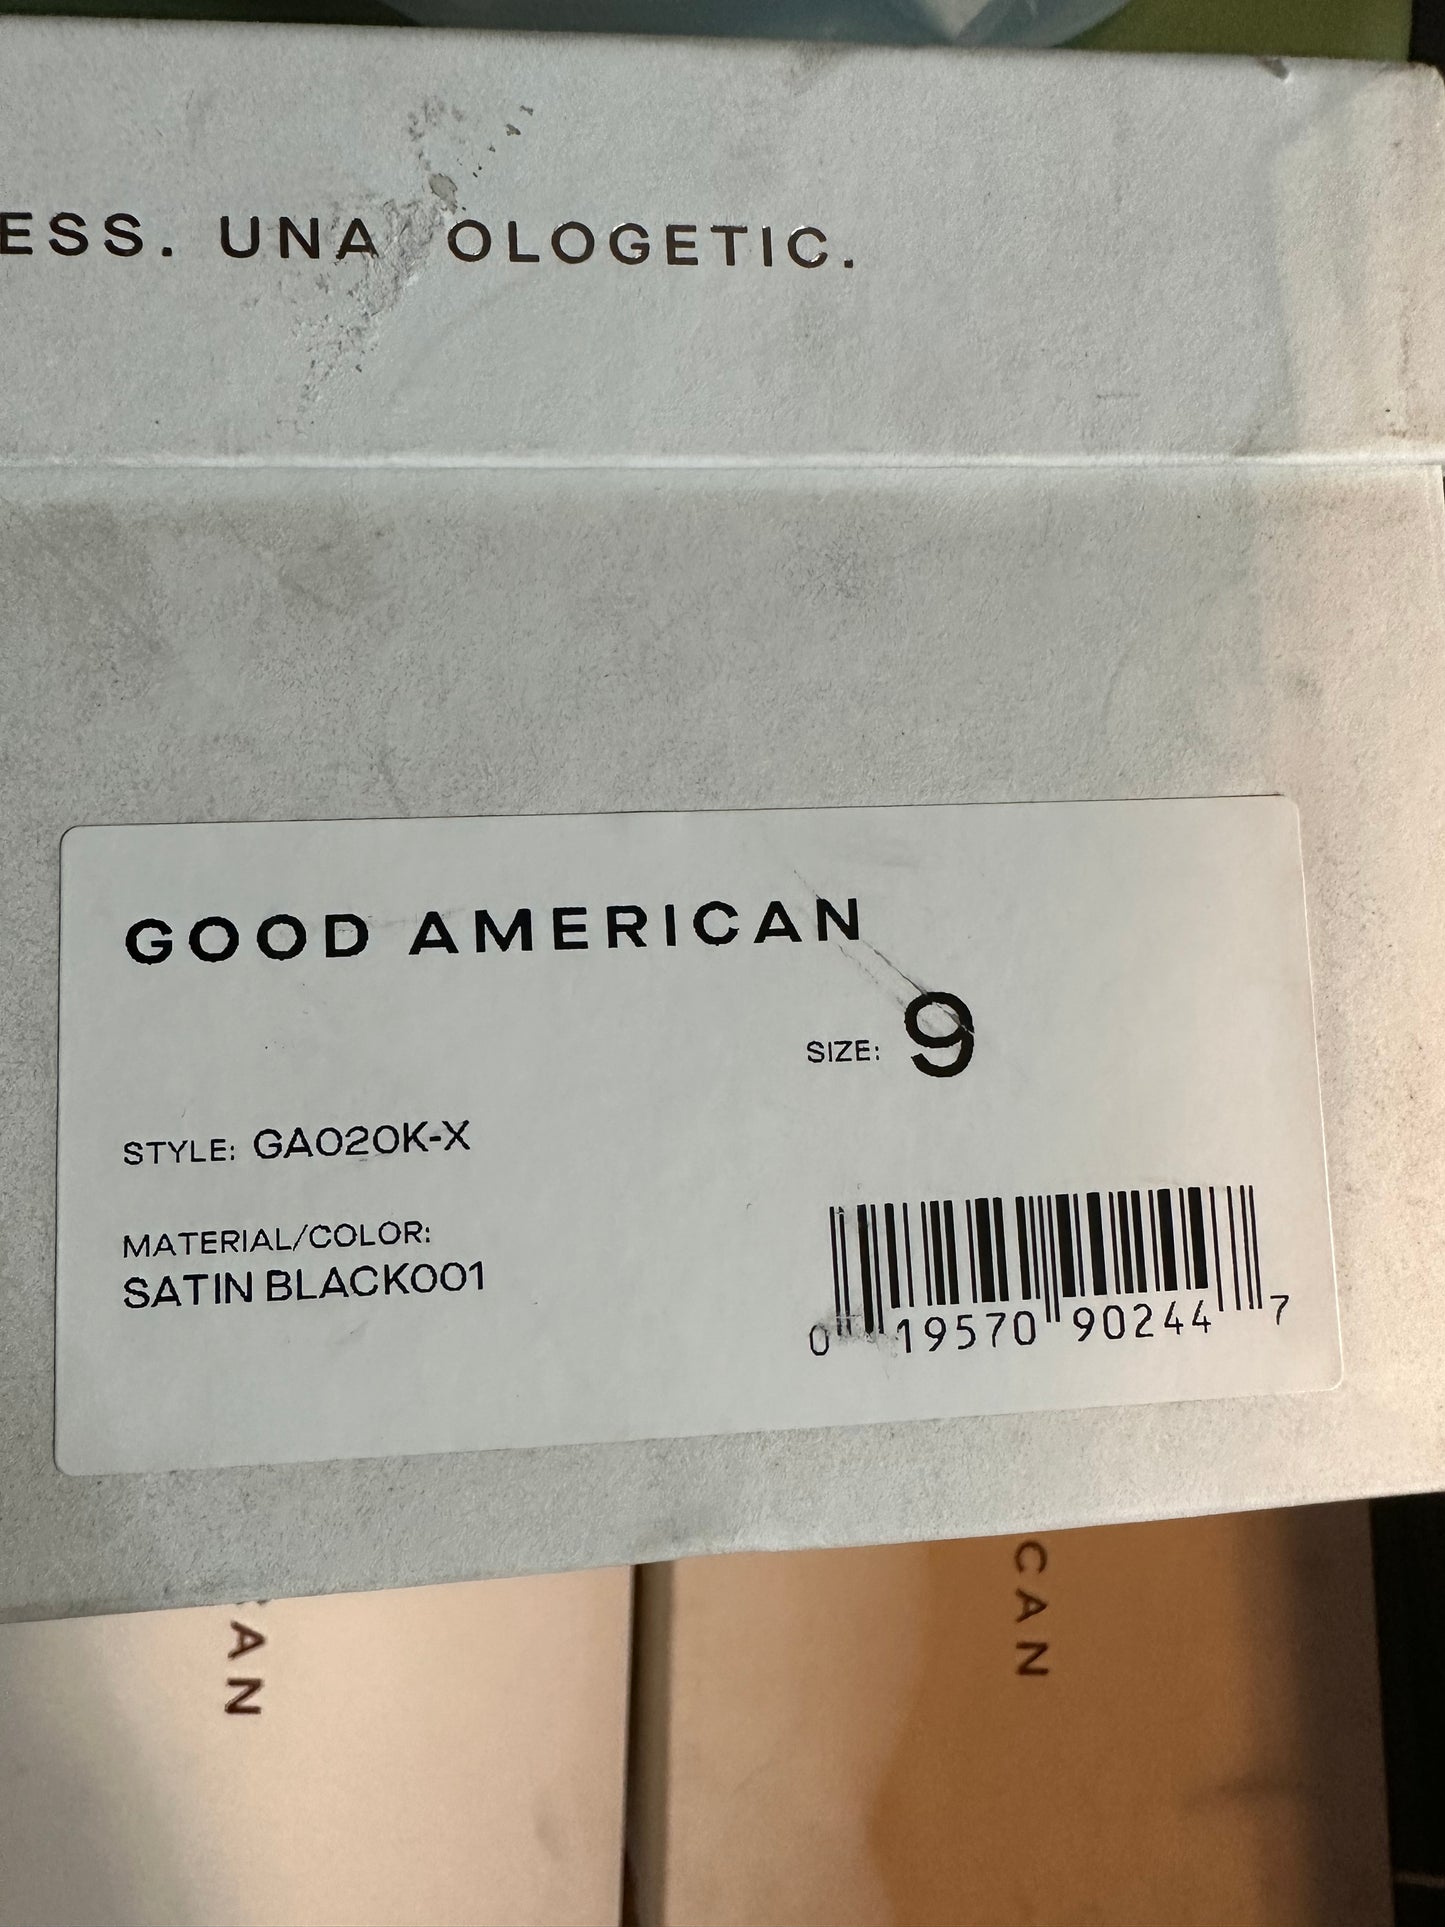 ESS. UNA OLOGETIC.
GOOD AMERICAN
SIZE: 9
STYLE: GA020K-X
MATERIAL/COLOR:
SATIN BLACK001
0 19570 90244 7
CAN
AN